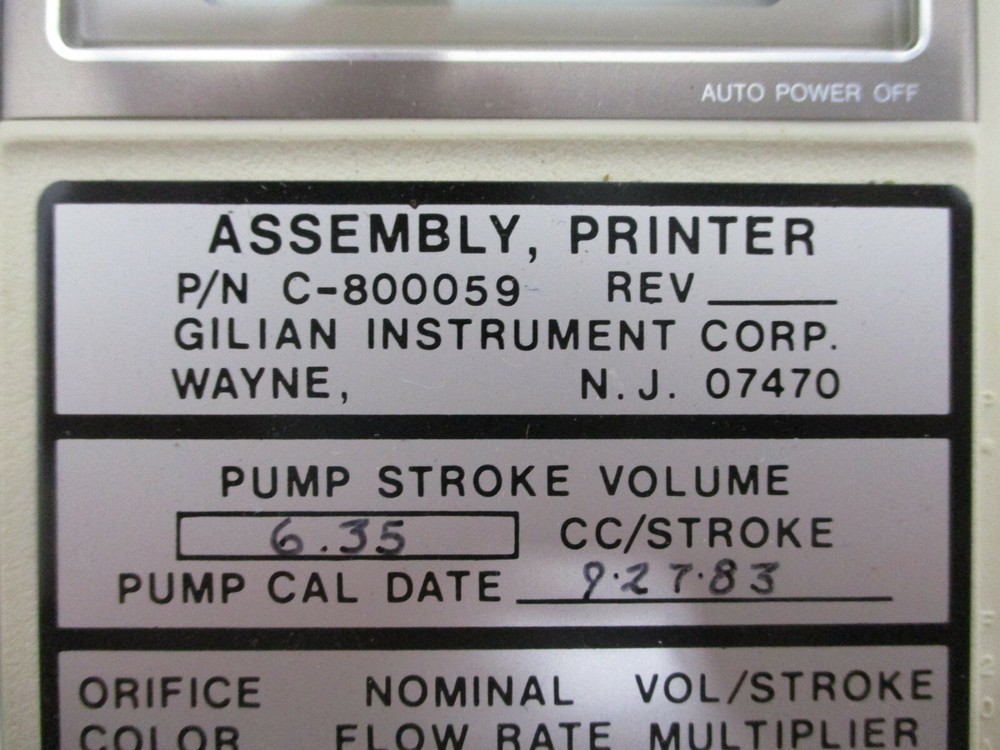 AUTO POWER OFF
ASSEMBLY, PRINTER
P/N C-800059 REV
GILIAN INSTRUMENT CORP.
WAYNE, N.J. 07470
PUMP STROKE VOLUME
6.35 CC/STROKE
PUMP CAL DATE 9·27·83
ORIFICE NOMINAL VOL/STROKE
COLOR FLOW RATE MULTIPLIER